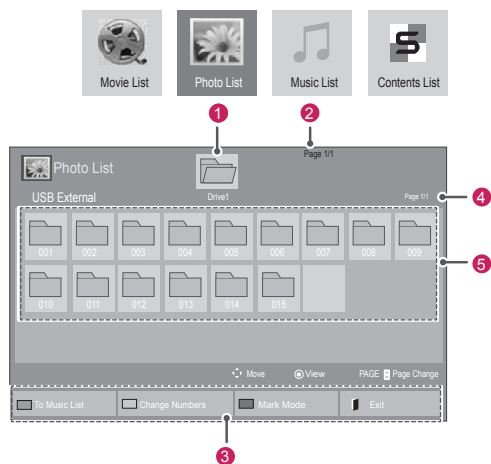 Movie List Photo List Music List Contents List
1 2
Page 1/1
Photo List
USB External Drive1 Page 1/1
4
001 002 003 004 005 006 007 008 009
5
010 011 012 013 014 015
Move View PAGE Page Change
To Music List Change Numbers Mark Mode Exit
3